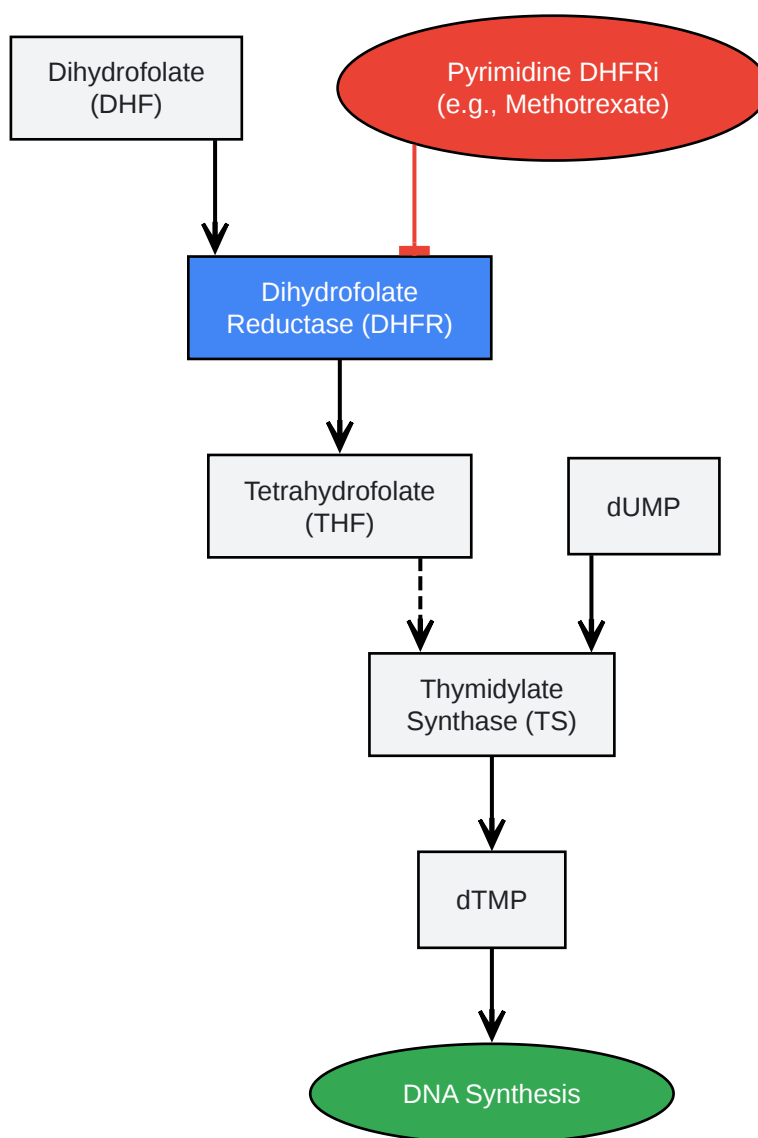 Dihydrofolate
(DHF)
Pyrimidine DHFRi
(e.g., Methotrexate)
Dihydrofolate
Reductase (DHFR)
Tetrahydrofolate
(THF)
dUMP
Thymidylate
Synthase (TS)
dTMP
DNA Synthesis